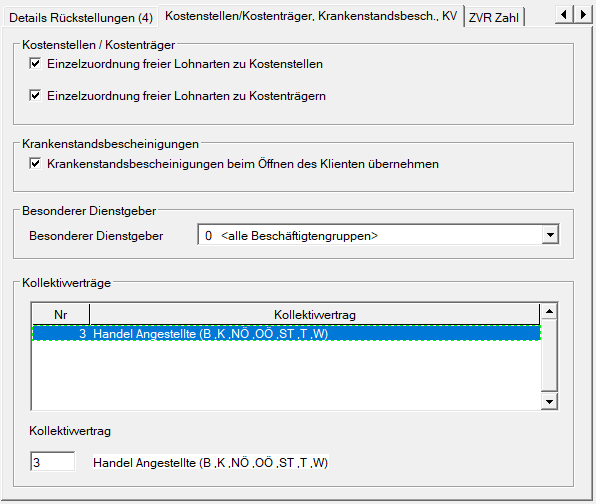 Details Rückstellungen (4) Kostenstellen/Kostenträger, Krankenstandsbesch., KV ZVR Zahl
Kostenstellen / Kostenträger
Einzelzuordnung freier Lohnarten zu Kostenstellen
Einzelzuordnung freier Lohnarten zu Kostenträgern
Krankenstandsbescheinigungen
Krankenstandsbescheinigungen beim Öffnen des Klienten übernehmen
Besonderer Dienstgeber
Besonderer Dienstgeber 0 <alle Beschäftigtengruppen>
Kollektivverträge
Nr Kollektivvertrag
3 Handel Angestellte (B ,K ,NÖ ,OÖ ,ST ,T ,W)
Kollektivvertrag
3 Handel Angestellte (B ,K ,NÖ ,OÖ ,ST ,T ,W)